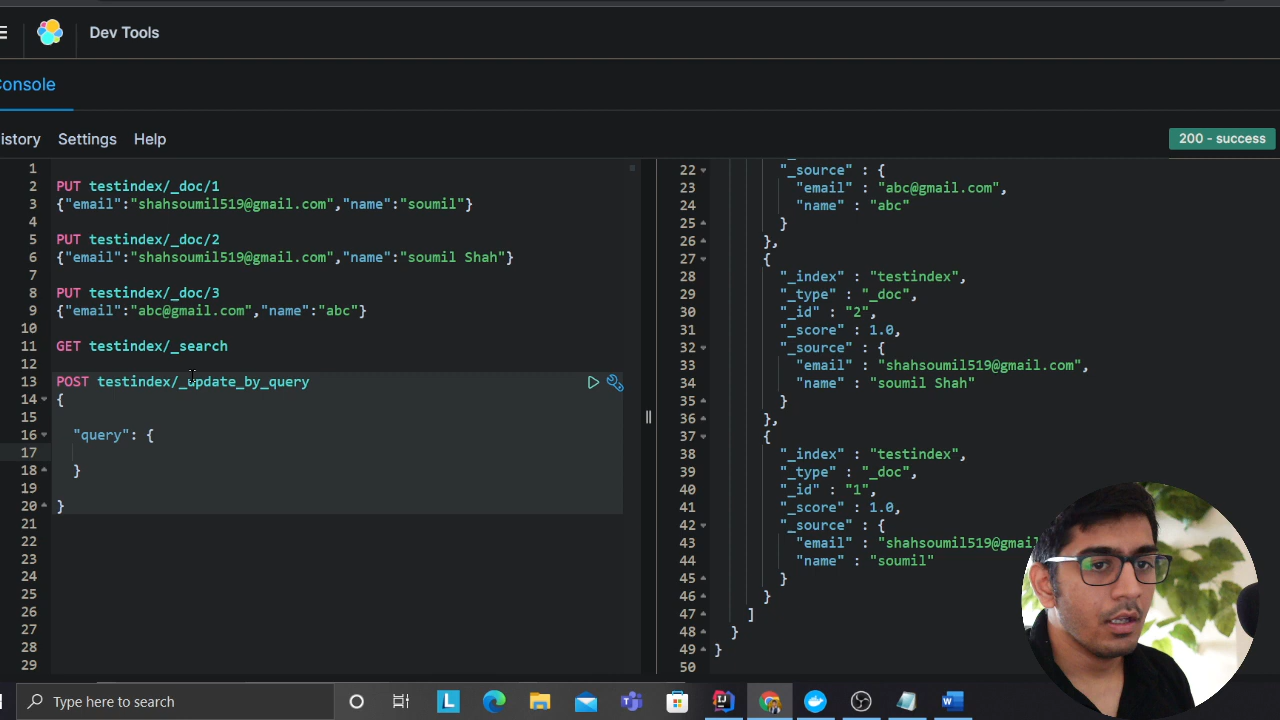 Dev Tools
Console
istory Settings Help
200 - success
1
2 PUT testindex/_doc/1
3 {"email":"shahsoumil519@gmail.com","name":"soumil"}
4
5 PUT testindex/_doc/2
6 {"email":"shahsoumil519@gmail.com","name":"soumil Shah"}
7
8 PUT testindex/_doc/3
9 {"email":"abc@gmail.com","name":"abc"}
10
11 GET testindex/_search
12
13 POST testindex/_update_by_query
14 {
15
16 "query": {
17
18 }
19
20 }
21
22
23
24
25
26
27
28
29
22 "_source" : {
23 "email" : "abc@gmail.com",
24 "name" : "abc"
25 }
26 },
27 {
28 "_index" : "testindex",
29 "_type" : "_doc",
30 "_id" : "2",
31 "_score" : 1.0,
32 "_source" : {
33 "email" : "shahsoumil519@gmail.com",
34 "name" : "soumil Shah"
35 }
36 },
37 {
38 "_index" : "testindex",
39 "_type" : "_doc",
40 "_id" : "1",
41 "_score" : 1.0,
42 "_source" : {
43 "email" : "shahsoumil519@gmail
44 "name" : "soumil"
45 }
46 }
47 ]
48 }
49 }
50
Type here to search